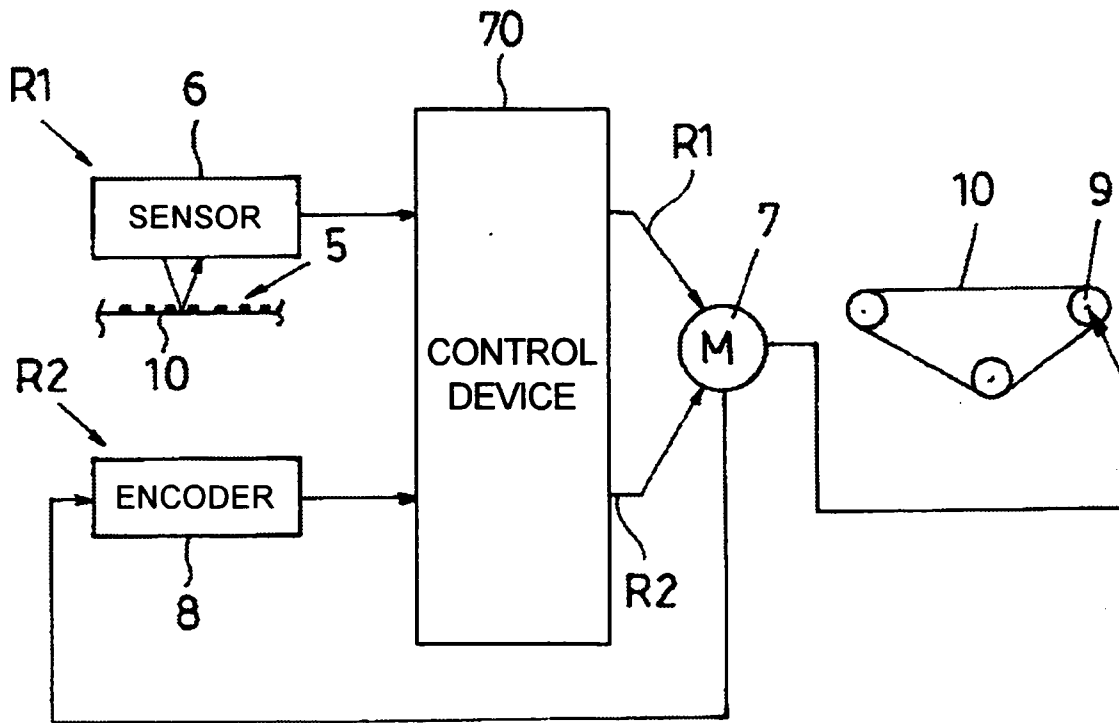 70
R1
6
SENSOR
R1
10
9
5
7
10
CONTROL
DEVICE
M
R2
ENCODER
R2
8